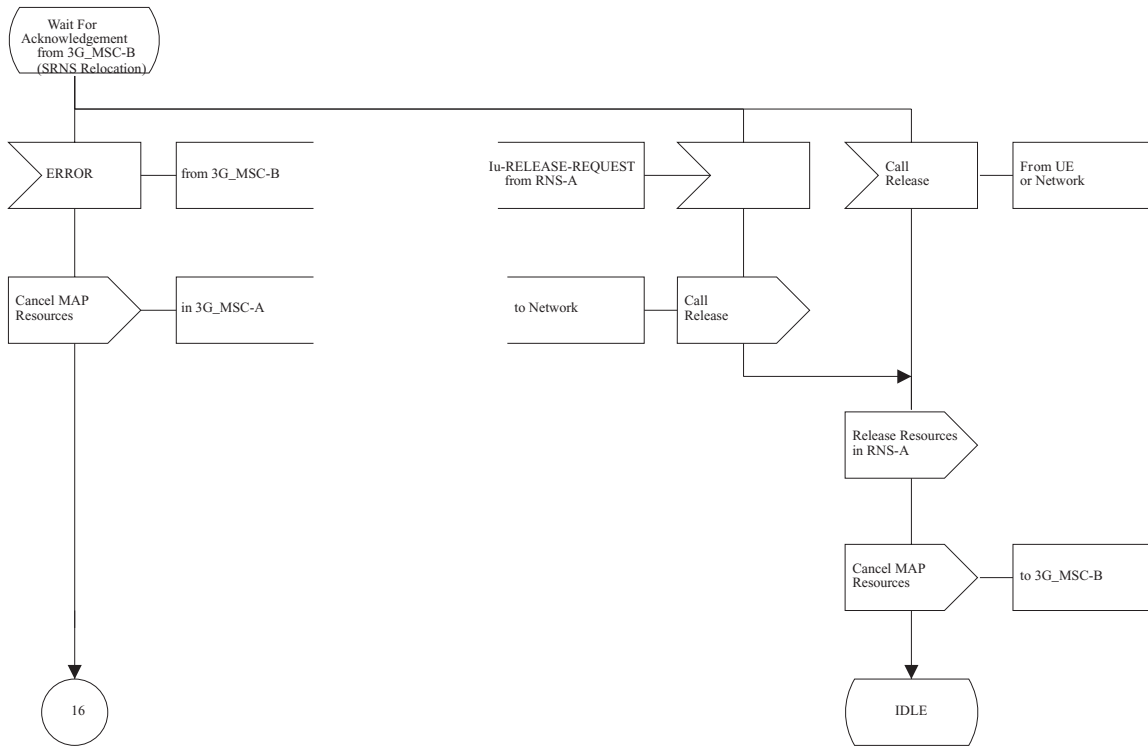 Wait For
Acknowledgement
from 3G_MSC-B
(SRNS Relocation)
ERROR
from 3G_MSC-B
Iu-RELEASE-REQUEST
from RNS-A
Call
Release
From UE
or Network
Cancel MAP
Resources
in 3G_MSC-A
to Network
Call
Release
Release Resources
in RNS-A
Cancel MAP
Resources
to 3G_MSC-B
16
IDLE